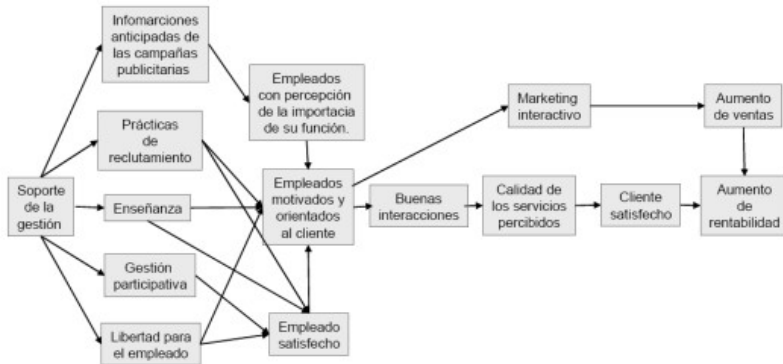 Infomarciones
anticipadas de
las campañas
publicitarias
Empleados
con percepción
de la importacia
de su función.
Marketing
interactivo
Aumento
de ventas
Prácticas
de
reclutamiento
Soporte
de la
gestión
Enseñanza
Empleados
motivados y
orientados
al cliente
Buenas
interacciones
Calidad de
los servicios
percibidos
Cliente
satisfecho
Aumento
de
rentabilidad
Gestión
participativa
Libertad para
el empleado
Empleado
satisfecho